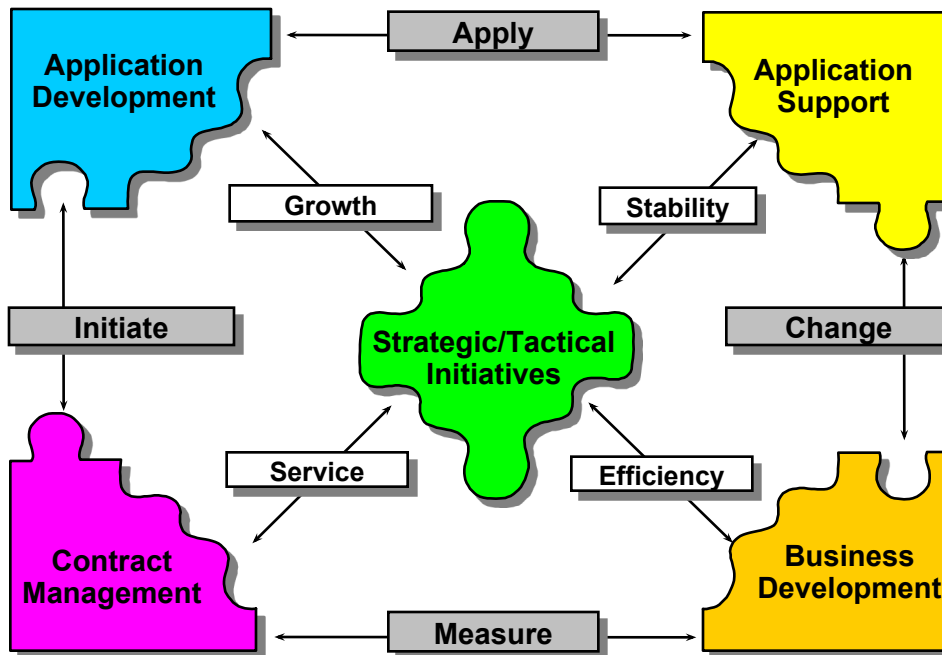 Apply
Application
Development
Application
Support
Growth
Stability
Initiate
Strategic/Tactical
Initiatives
Change
Service
Efficiency
Contract
Management
Business
Development
Measure